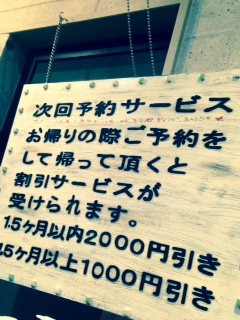 次回予約サービス
お帰りの際ご予約を
して帰って頂くと
割引サービスが
受けられます。
1.5ヶ月以内2000円引き
1.5ヶ月以上1000円引き